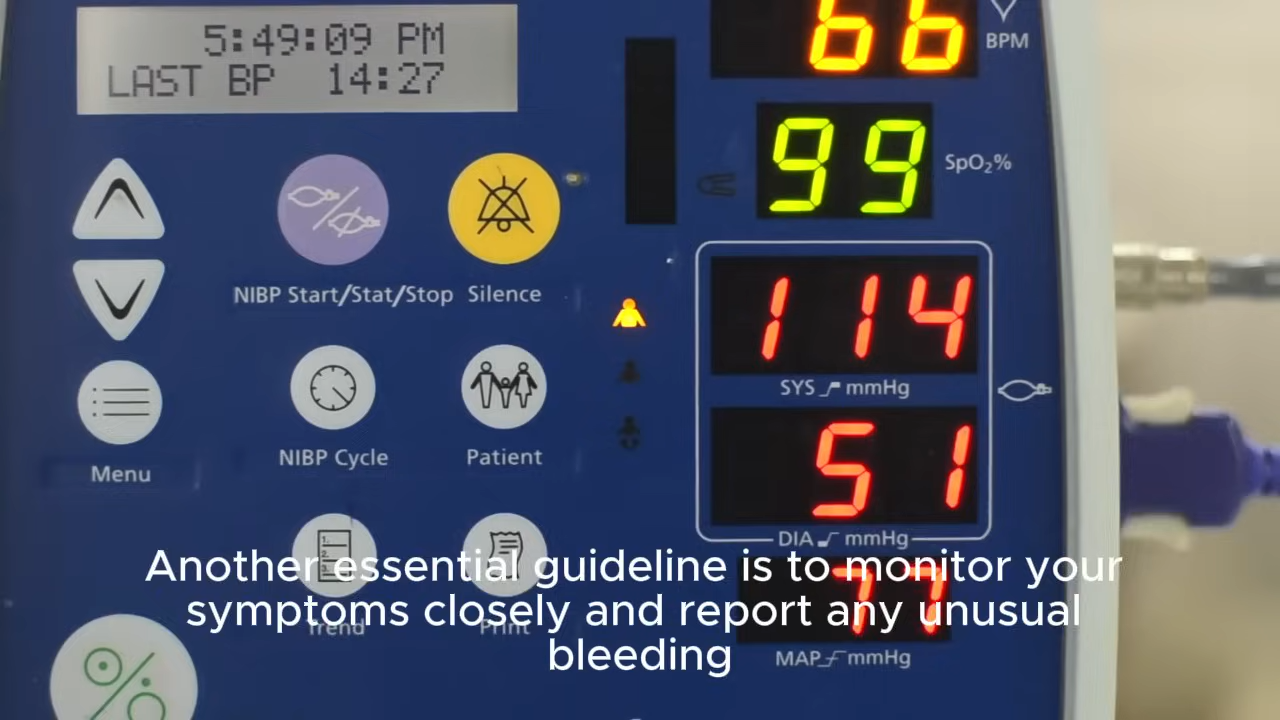 5:49:09 PM
LAST BP 14:27
66
BPM
99
SpO₂%
NIBP Start/Stat/Stop
Silence
114
SYS mmHg
NIBP Cycle
Patient
Menu
51
DIA mmHg
Another essential guideline is to monitor your
symptoms closely and report any unusual
bleeding
Trend
Print
77
MAP mmHg